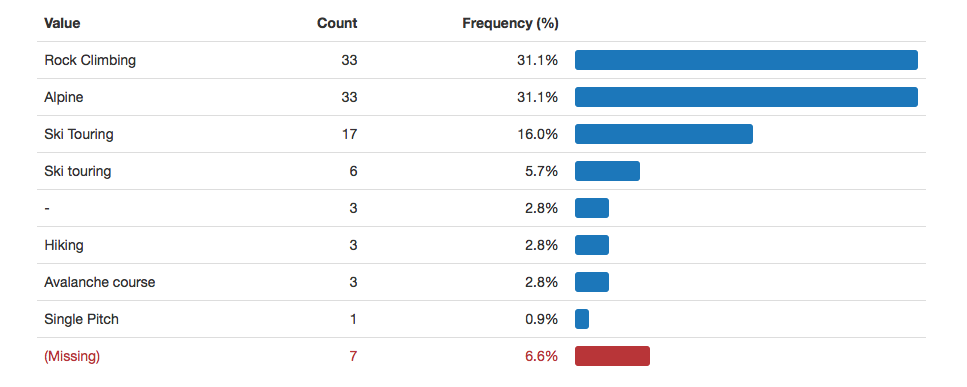 Value Count Frequency (%)
Rock Climbing 33 31.1%
Alpine 33 31.1%
Ski Touring 17 16.0%
Ski touring 6 5.7%
- 3 2.8%
Hiking 3 2.8%
Avalanche course 3 2.8%
Single Pitch 1 0.9%
(Missing) 7 6.6%